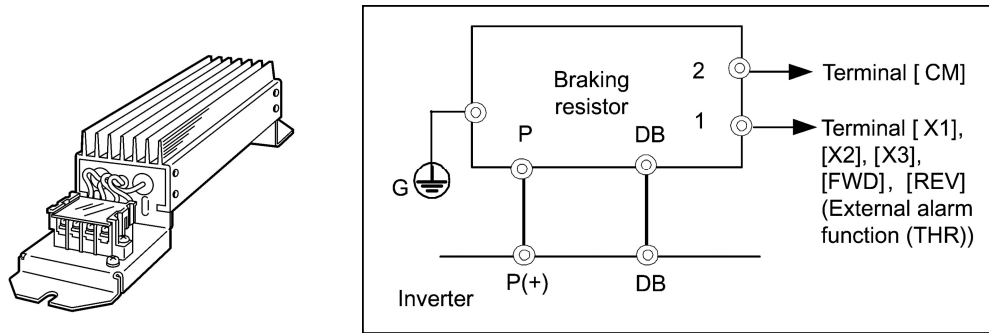 Braking
resistor
2
Terminal [ CM]
1
Terminal [ X1],
[X2], [X3],
[FWD], [REV]
(External alarm
function (THR))
P
DB
G
P(+)
DB
Inverter